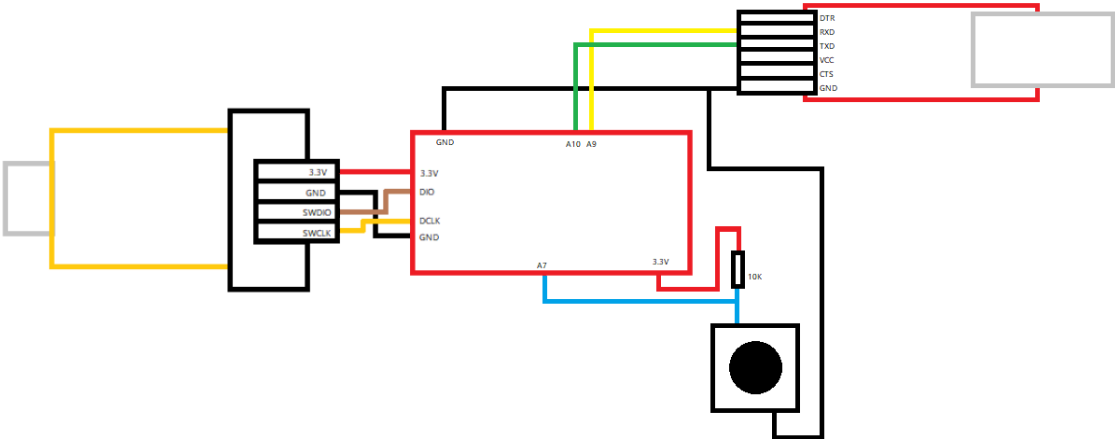 DTR
RXD
TXD
VCC
CTS
GND
GND
A10 A9
3.3V
GND
SWDIO
SWCLK
3.3V
DIO
DCLK
GND
A7
3.3V
10K